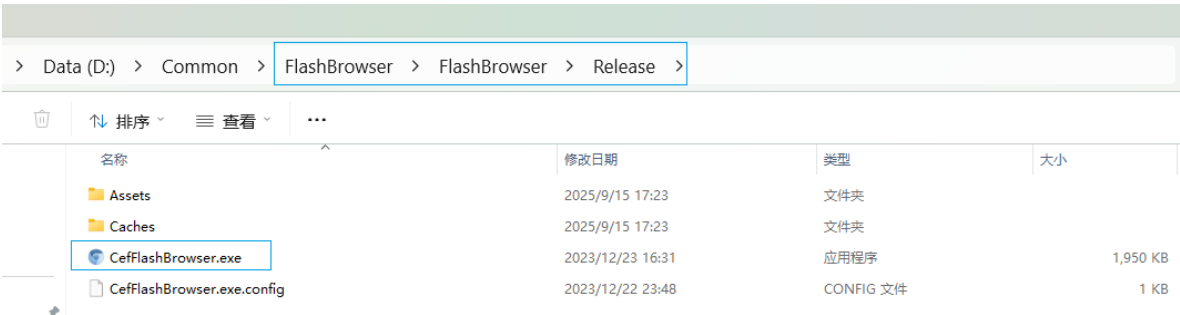 > Data (D:) > Common > FlashBrowser > FlashBrowser > Release >
排序 查看 ...
名称 修改日期 类型 大小
Assets 2025/9/15 17:23 文件夹
Caches 2025/9/15 17:23 文件夹
CefFlashBrowser.exe 2023/12/23 16:31 应用程序 1,950 KB
CefFlashBrowser.exe.config 2023/12/22 23:48 CONFIG 文件 1 KB